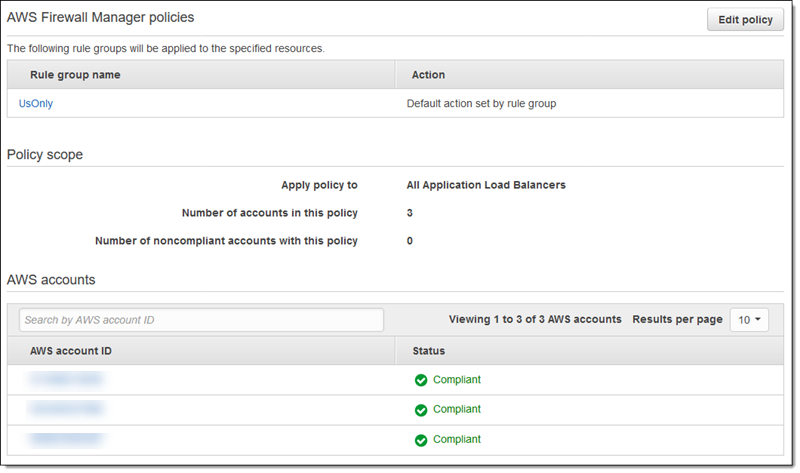 AWS Firewall Manager policies
Edit policy
The following rule groups will be applied to the specified resources.
Rule group name Action
UsOnly Default action set by rule group
Policy scope
Apply policy to All Application Load Balancers
Number of accounts in this policy 3
Number of noncompliant accounts with this policy 0
AWS accounts
Search by AWS account ID Viewing 1 to 3 of 3 AWS accounts Results per page 10
AWS account ID Status
Compliant
Compliant
Compliant